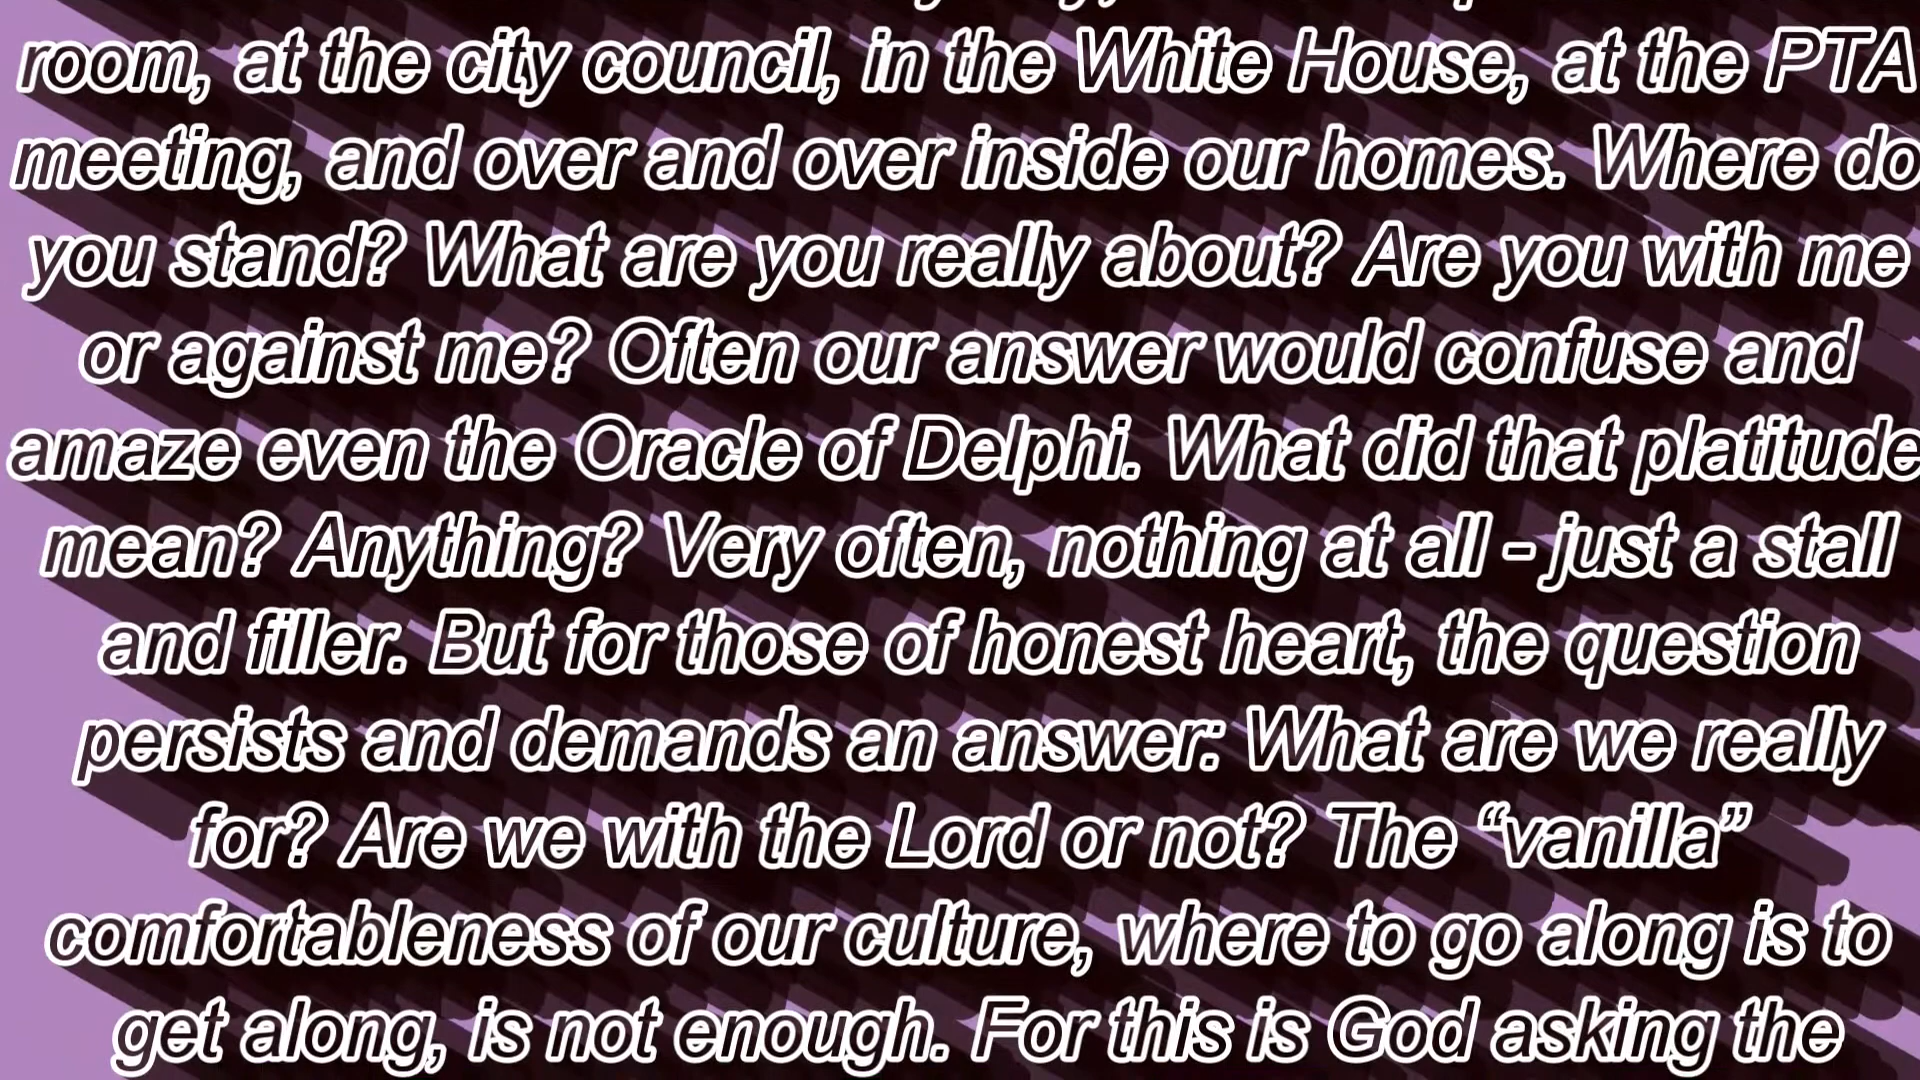 room, at the city council, in the White House, at the PTA
meeting, and over and over inside our homes. Where do
you stand? What are you really about? Are you with me
or against me? Often our answer would confuse and
amaze even the Oracle of Delphi. What did that platitude
mean? Anything? Very often, nothing at all - just a stall
and filler. But for those of honest heart, the question
persists and demands an answer: What are we really
for? Are we with the Lord or not? The “vanilla”
comfortableness of our culture, where to go along is to
get along, is not enough. For this is God asking the